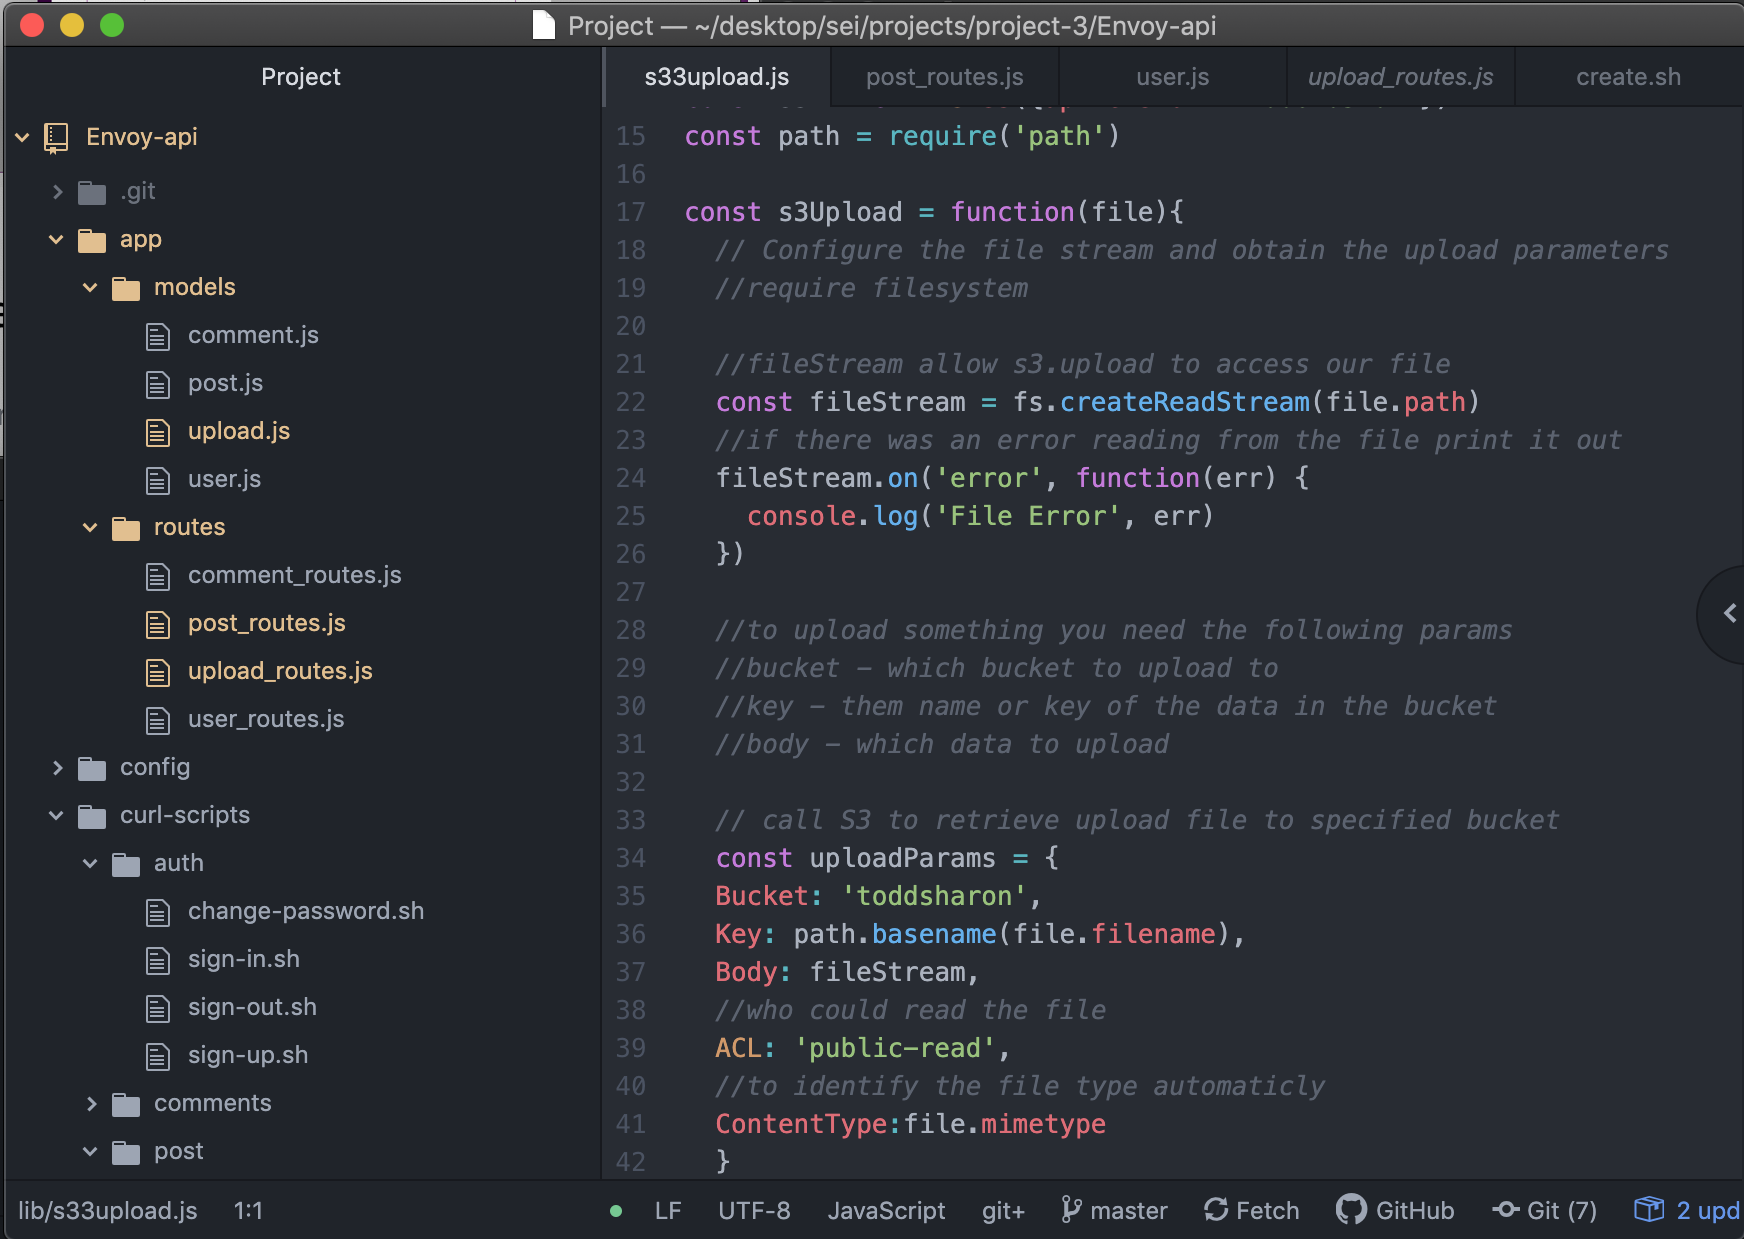 Project — ~/desktop/sei/projects/project-3/Envoy-api
Project
Envoy-api
.git
app
models
comment.js
post.js
upload.js
user.js
routes
comment_routes.js
post_routes.js
upload_routes.js
user_routes.js
config
curl-scripts
auth
change-password.sh
sign-in.sh
sign-out.sh
sign-up.sh
comments
post
s33upload.js post_routes.js user.js upload_routes.js create.sh
15 const path = require('path')
16
17 const s3Upload = function(file){
18 // Configure the file stream and obtain the upload parameters
19 //require filesystem
20
21 //fileStream allow s3.upload to access our file
22 const fileStream = fs.createReadStream(file.path)
23 //if there was an error reading from the file print it out
24 fileStream.on('error', function(err) {
25 console.log('File Error', err)
26 })
27
28 //to upload something you need the following params
29 //bucket - which bucket to upload to
30 //key - them name or key of the data in the bucket
31 //body - which data to upload
32
33 // call S3 to retrieve upload file to specified bucket
34 const uploadParams = {
35 Bucket: 'toddsharon',
36 Key: path.basename(file.filename),
37 Body: fileStream,
38 //who could read the file
39 ACL: 'public-read',
40 //to identify the file type automaticly
41 ContentType:file.mimetype
42 }
lib/s33upload.js 1:1 LF UTF-8 JavaScript git+ master Fetch GitHub Git (7) 2 upd